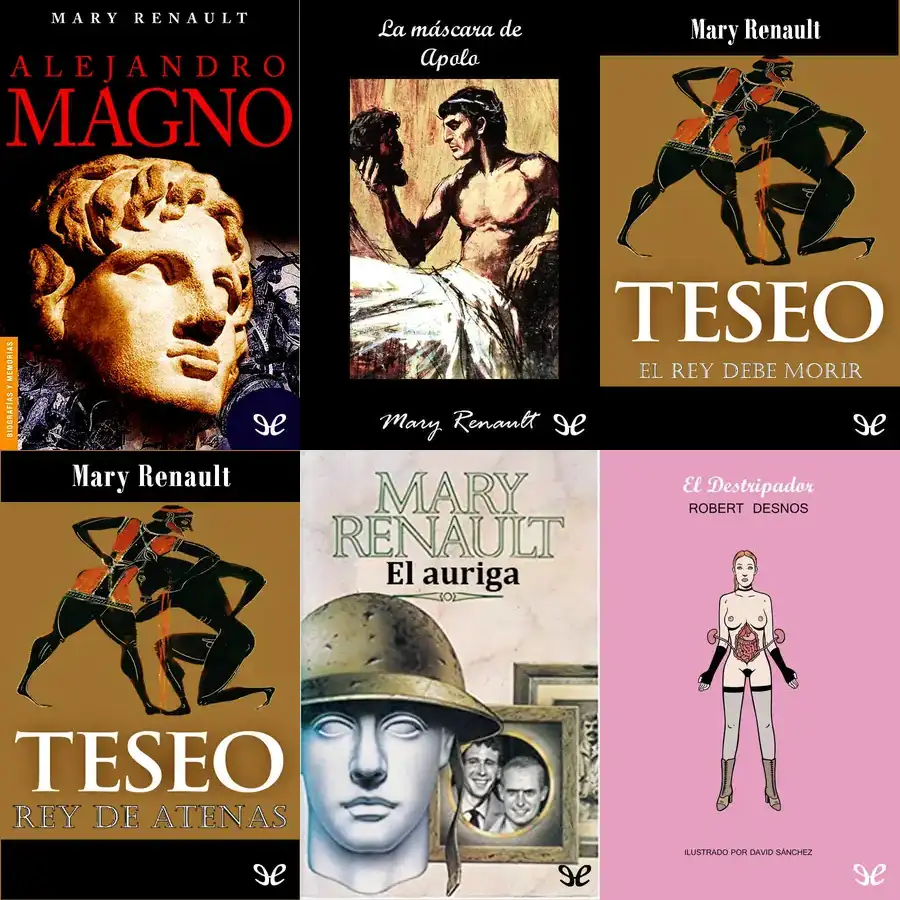 MARY RENAULT
ALEJANDRO
MAGNO
BIOGRAFÍAS Y MEMORIAS
La máscara de
Apolo
Mary Renault
Mary Renault
TESEO
EL REY DEBE MORIR
Mary Renault
TESEO
REY DE ATENAS
MARY
RENAULT
El auriga
El Destripador
ROBERT DESNOS
ILUSTRADO POR DAVID SÁNCHEZ